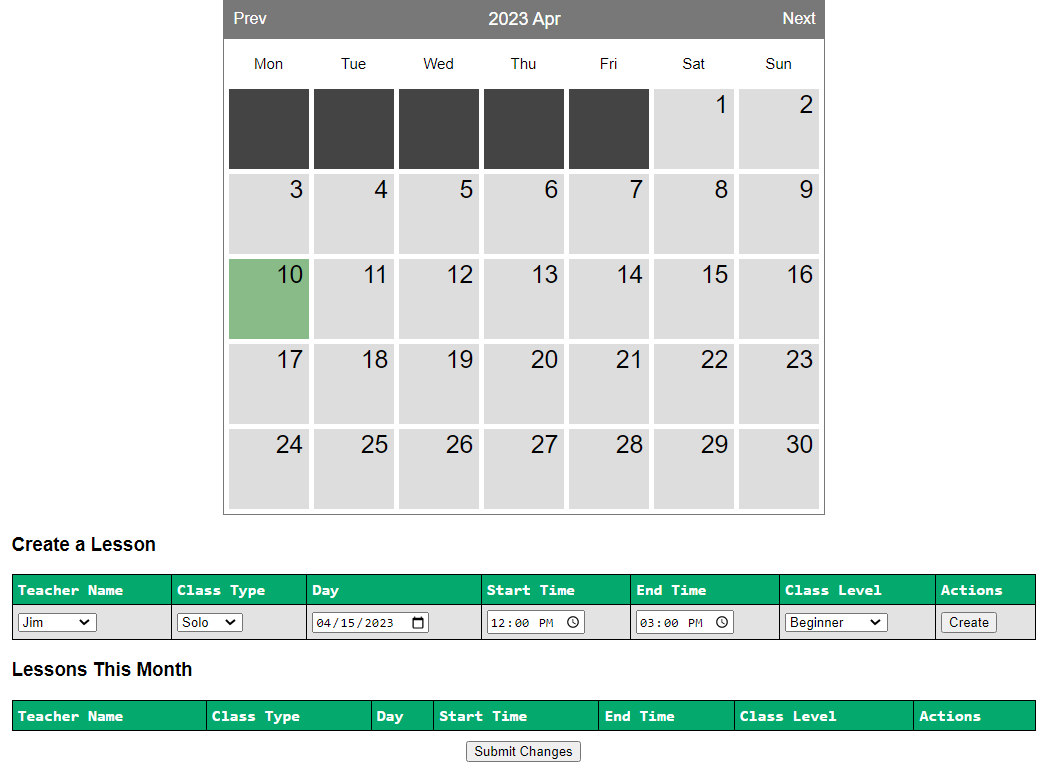 Prev 2023 Apr Next
Mon Tue Wed Thu Fri Sat Sun
1 2
3 4 5 6 7 8 9
10 11 12 13 14 15 16
17 18 19 20 21 22 23
24 25 26 27 28 29 30
Create a Lesson
Teacher Name Class Type Day Start Time End Time Class Level Actions
Jim Solo 04/15/2023 12:00 PM 03:00 PM Beginner Create
Lessons This Month
Teacher Name Class Type Day Start Time End Time Class Level Actions
Submit Changes